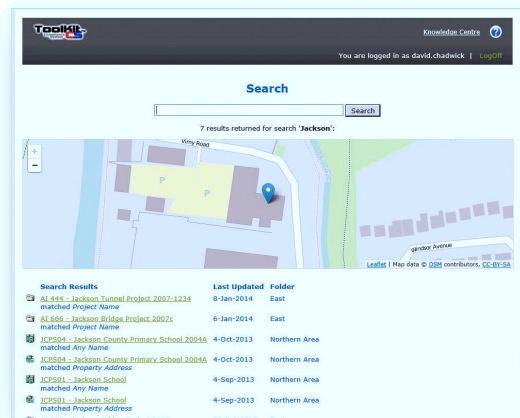 Toolkit
CS
Knowledge Centre
?
You are logged in as david.chadwick | LogOff
Search
Search
7 results returned for search 'Jackson':
+
−
Vimy Road
P
P
Windsor Avenue
Leaflet | Map data © OSM contributors, CC-BY-SA
Search Results Last Updated Folder
AI 444 - Jackson Tunnel Project 2007-1234 8-Jan-2014 East
matched Project Name
AI 666 - Jackson Bridge Project 2007c 6-Jan-2014 East
matched Project Name
JCPS04 - Jackson County Primary School 2004A 4-Oct-2013 Northern Area
matched Any Name
JCPS04 - Jackson County Primary School 2004A 4-Oct-2013 Northern Area
matched Property Address
JCPS01 - Jackson School 4-Sep-2013 Northern Area
matched Any Name
JCPS01 - Jackson School 4-Sep-2013 Northern Area
matched Property Address